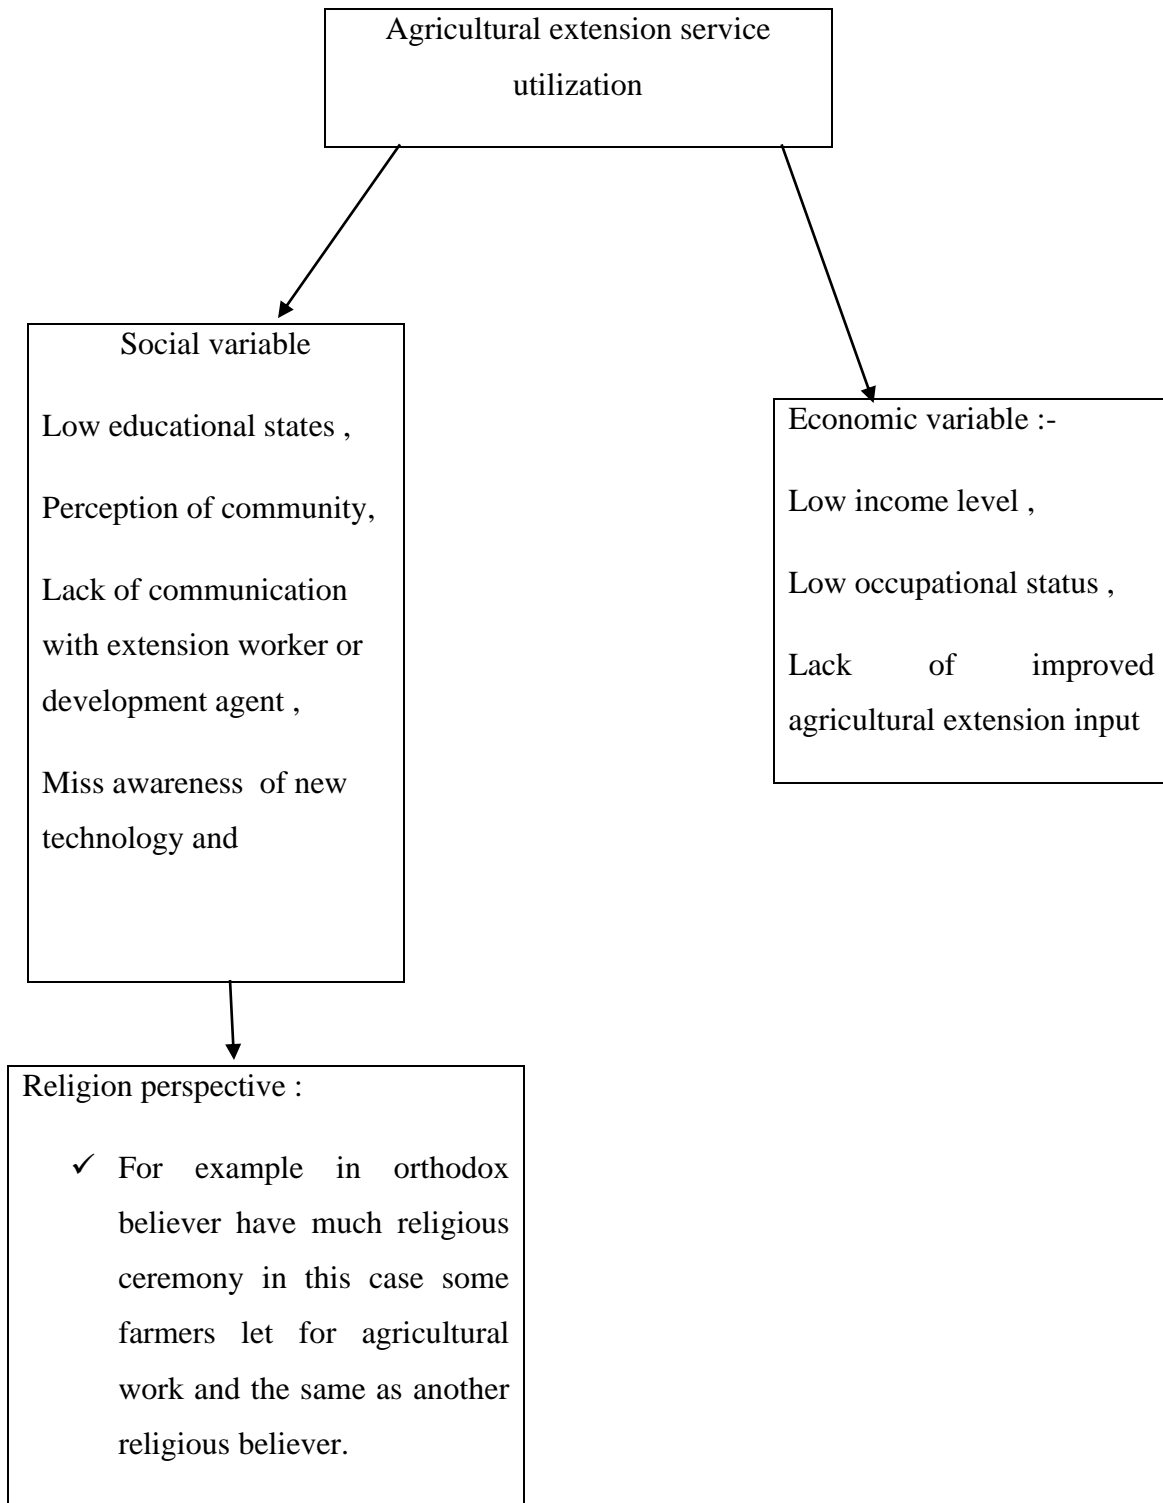 Agricultural extension service
utilization
Social variable
Low educational states ,
Perception of community,
Lack of communication
with extension worker or
development agent ,
Miss awareness  of new
technology and
Economic variable :-
Low income level ,
Low occupational status ,
Lack of improved
agricultural extension input
Religion perspective :
✓ For example in orthodox
believer have much religious
ceremony in this case some
farmers let for agricultural
work and the same as another
religious believer.